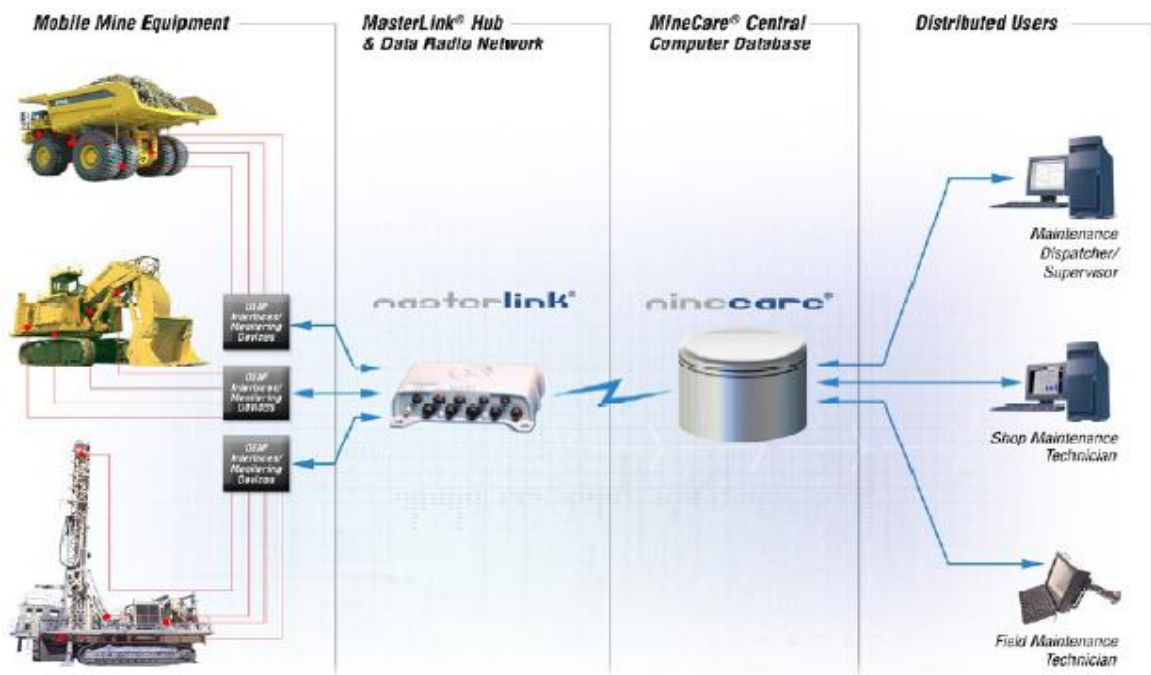 Mobile Mine Equipment
MasterLink® Hub
& Data Radio Network
MineCare® Central
Computer Database
Distributed Users
OEM
Interfaces/
Monitoring
Devices
OEM
Interfaces/
Monitoring
Devices
OEM
Interfaces/
Monitoring
Devices
masterlink®
minecare®
Maintenance
Dispatcher/
Supervisor
Shop Maintenance
Technician
Field Maintenance
Technician